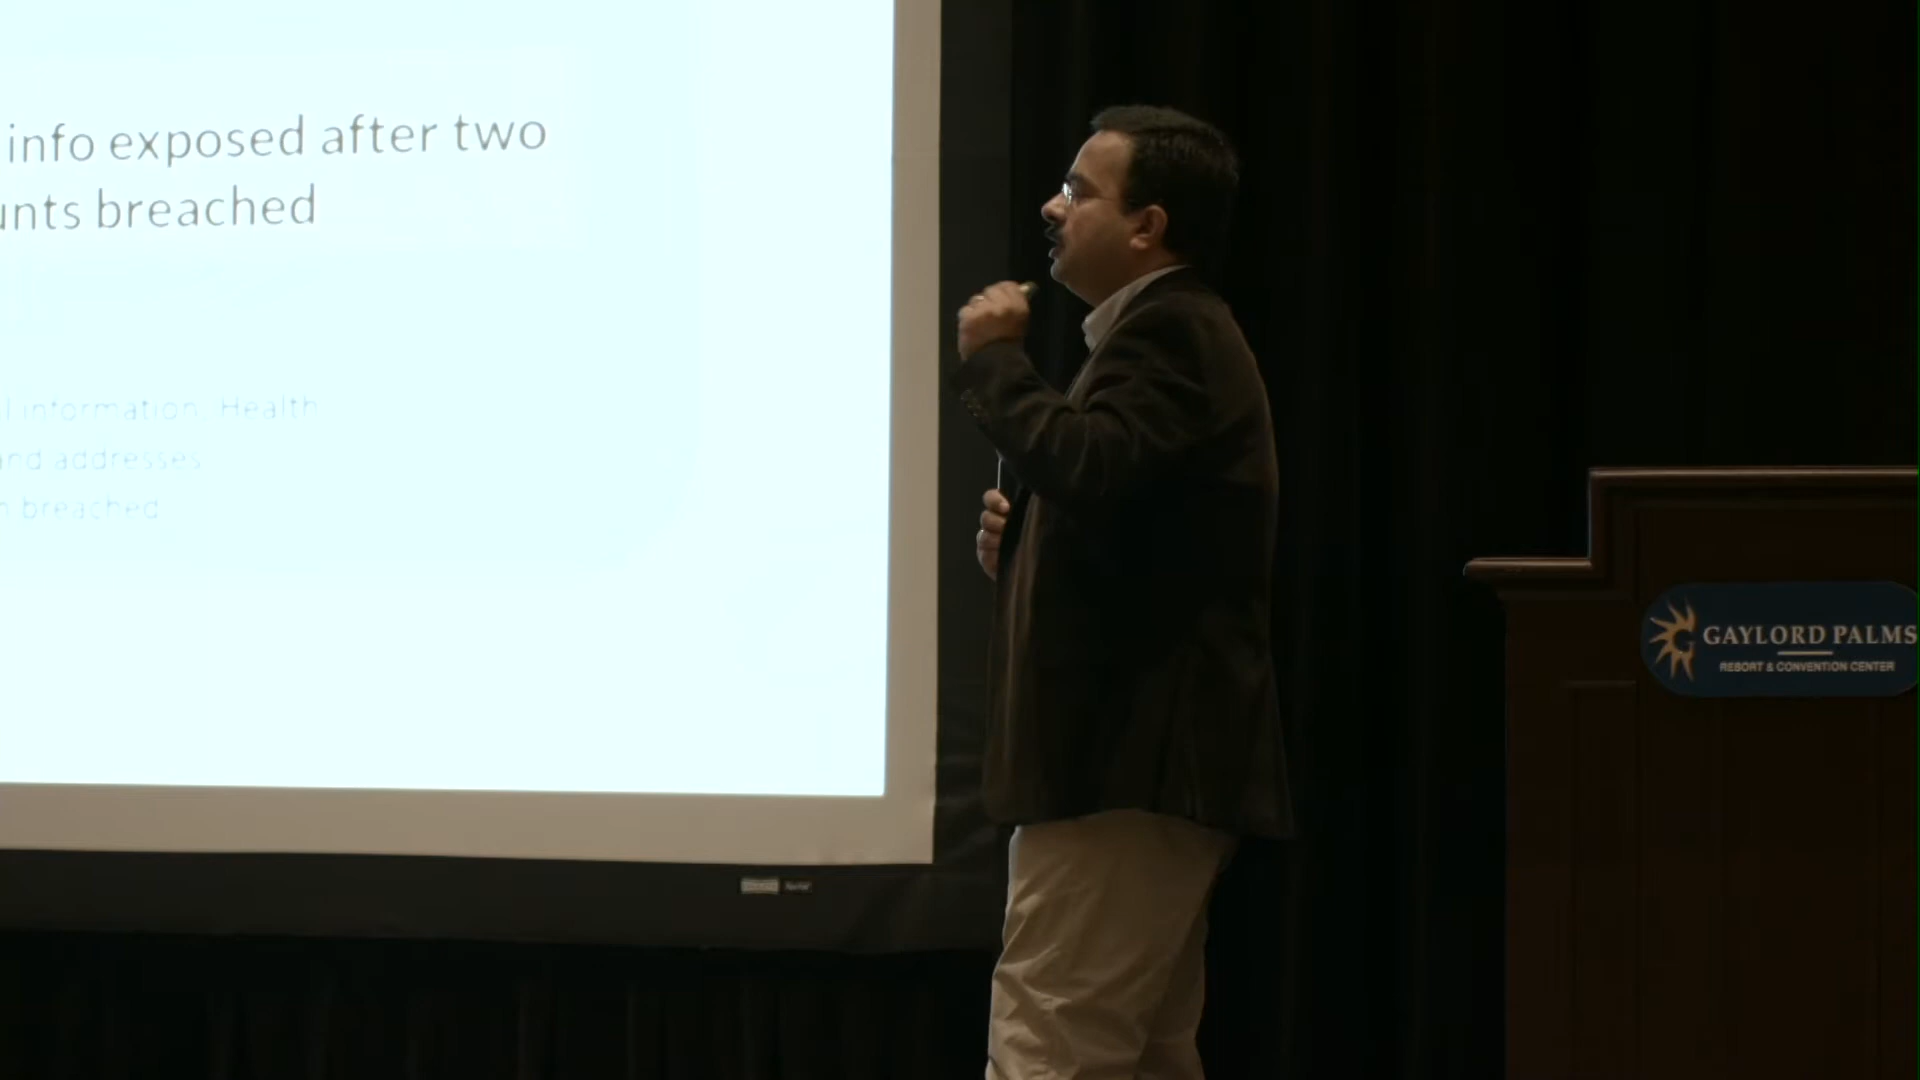 info exposed after two
unts breached
l information, Health
nd addresses
n breached
GAYLORD PALMS
RESORT & CONVENTION CENTER